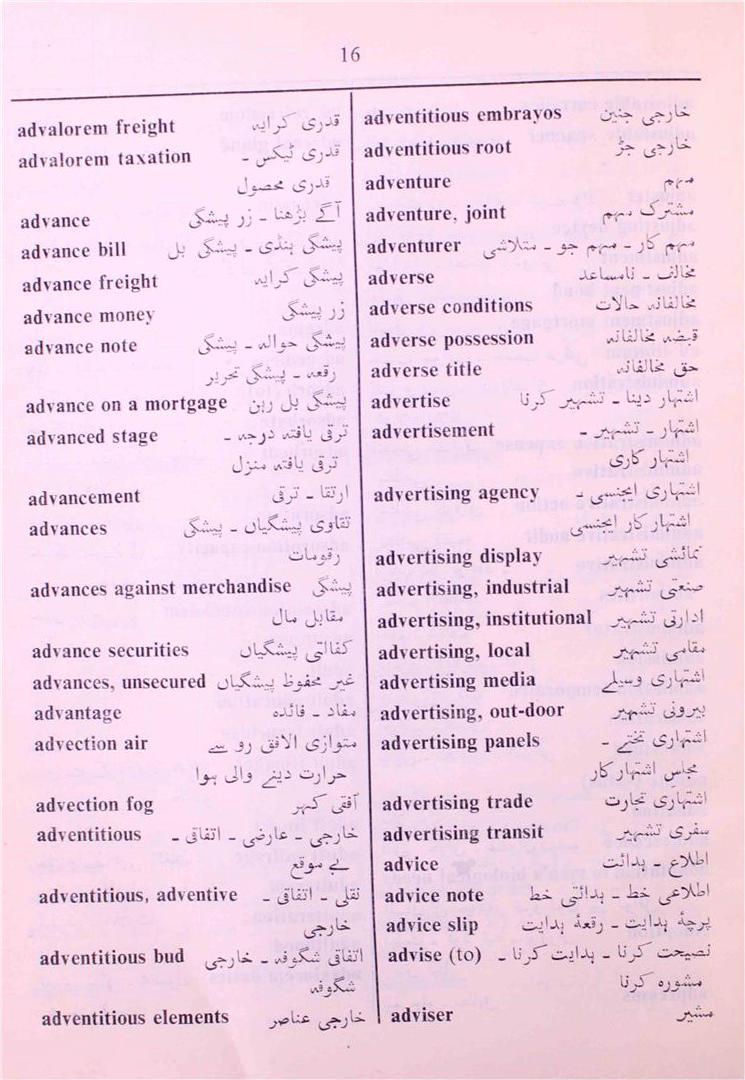 16
advalorem freight قدری کرایہ
advalorem taxation قدری ٹیکس ۔
قدری محصول
advance آگے بڑھنا ۔ زر پیشگی
advance bill پیشگی ہنڈی ۔ پیشگی بل
advance freight پیشگی کرایہ
advance money زر پیشگی
advance note پیشگی حوالہ ۔ پیشگی
رقعہ ۔ پیشگی تحریر
advance on a mortgage پیشگی بل رہن
advanced stage ترقی یافتہ درجہ ۔
ترقی یافتہ منزل
advancement ارتقا ۔ ترقی
advances تقاوی پیشگیاں ۔ پیشگی
رقومات
advances against merchandise پیشگی
مقابل مال
advance securities کفالتی پیشگیاں
advances, unsecured غیر محفوظ پیشگیاں
advantage مفاد ۔ فائدہ
advection air متوازی الافق رو سے
حرارت دینے والی ہوا
advection fog آفقی کہر
adventitious خارجی ۔ عارضی ۔ اتفاقی ۔
بے موقع
adventitious, adventive نقلی ۔ اتفاقی ۔
خارجی
adventitious bud اتفاقی شگوفہ ۔ خارجی
شگوفہ
adventitious elements خارجی عناصر
adventitious embrayos خارجی جنین
adventitious root خارجی جڑ
adventure مہم
adventure, joint مشترک مہم
adventurer مہم کار ۔ مہم جو ۔ متلاشی
adverse مخالف ۔ نامساعد
adverse conditions مخالفانہ حالات
adverse possession قبضہ مخالفانہ
adverse title حق مخالفانہ
advertise اشتہار دینا ۔ تشہیر کرنا
advertisement اشتہار ۔ تشہیر ۔
اشتہار کاری
advertising agency اشتہاری ایجنسی ۔
اشتہار کار ایجنسی
advertising display نمائشی تشہیر
advertising, industrial صنعتی تشہیر
advertising, institutional ادارتی تشہیر
advertising, local مقامی تشہیر
advertising media اشتہاری وسیلے
advertising, out-door بیرونی تشہیر
advertising panels اشتہاری تختے ۔
مجالس اشتہار کار
advertising trade اشتہاری تجارت
advertising transit سفری تشہیر
advice اطلاع ۔ ہدائت
advice note اطلاعی خط ۔ ہدائتی خط
advice slip پرچۂ ہدایت ۔ رقعۂ ہدایت
advise (to) نصیحت کرنا ۔ ہدایت کرنا ۔
مشورہ کرنا
adviser مشیر